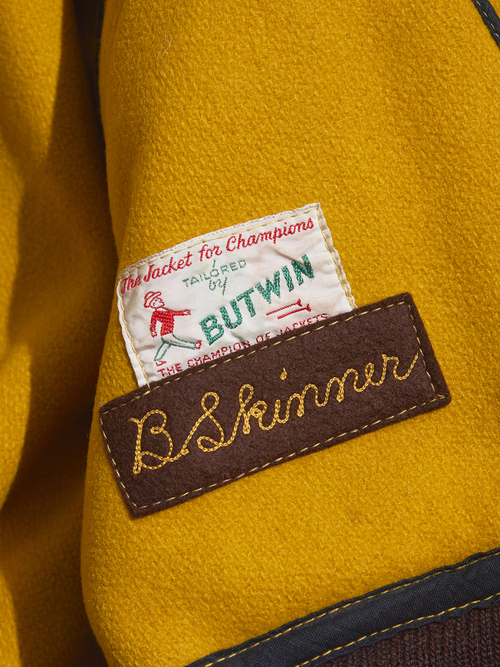 The Jacket for Champions
TAILORED
by
BUTWIN
THE CHAMPION OF JACKETS
B Skinner